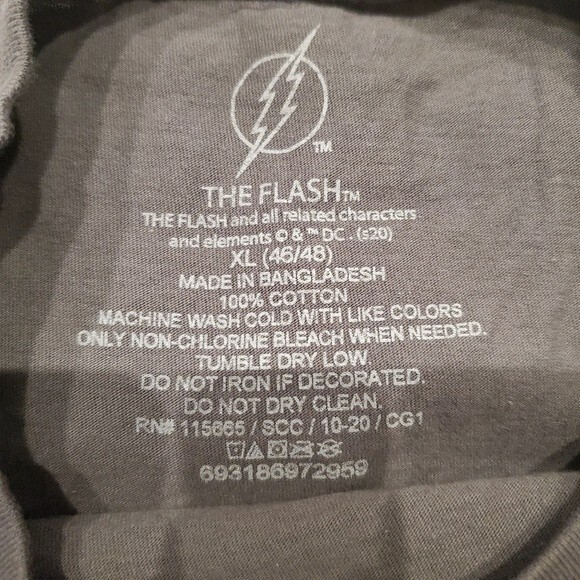 TM
THE FLASH TM
THE FLASH and all related characters
and elements © & ™ DC . (s20)
XL (46/48)
MADE IN BANGLADESH
100% COTTON
MACHINE WASH COLD WITH LIKE COLORS
ONLY NON-CHLORINE BLEACH WHEN NEEDED.
TUMBLE DRY LOW
DO NOT IRON IF DECORATED.
DO NOT DRY CLEAN.
RN# 115665 / SCC / 10-20 / CG1
693186972959